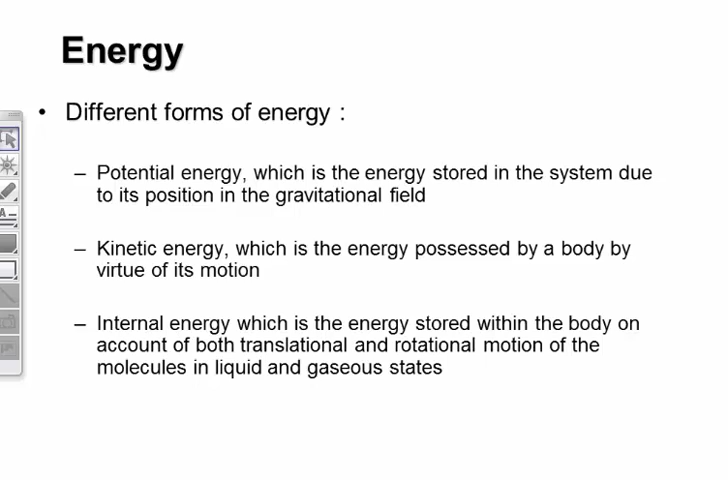 Energy
• Different forms of energy :
– Potential energy, which is the energy stored in the system due
to its position in the gravitational field
– Kinetic energy, which is the energy possessed by a body by
virtue of its motion
– Internal energy which is the energy stored within the body on
account of both translational and rotational motion of the
molecules in liquid and gaseous states
A